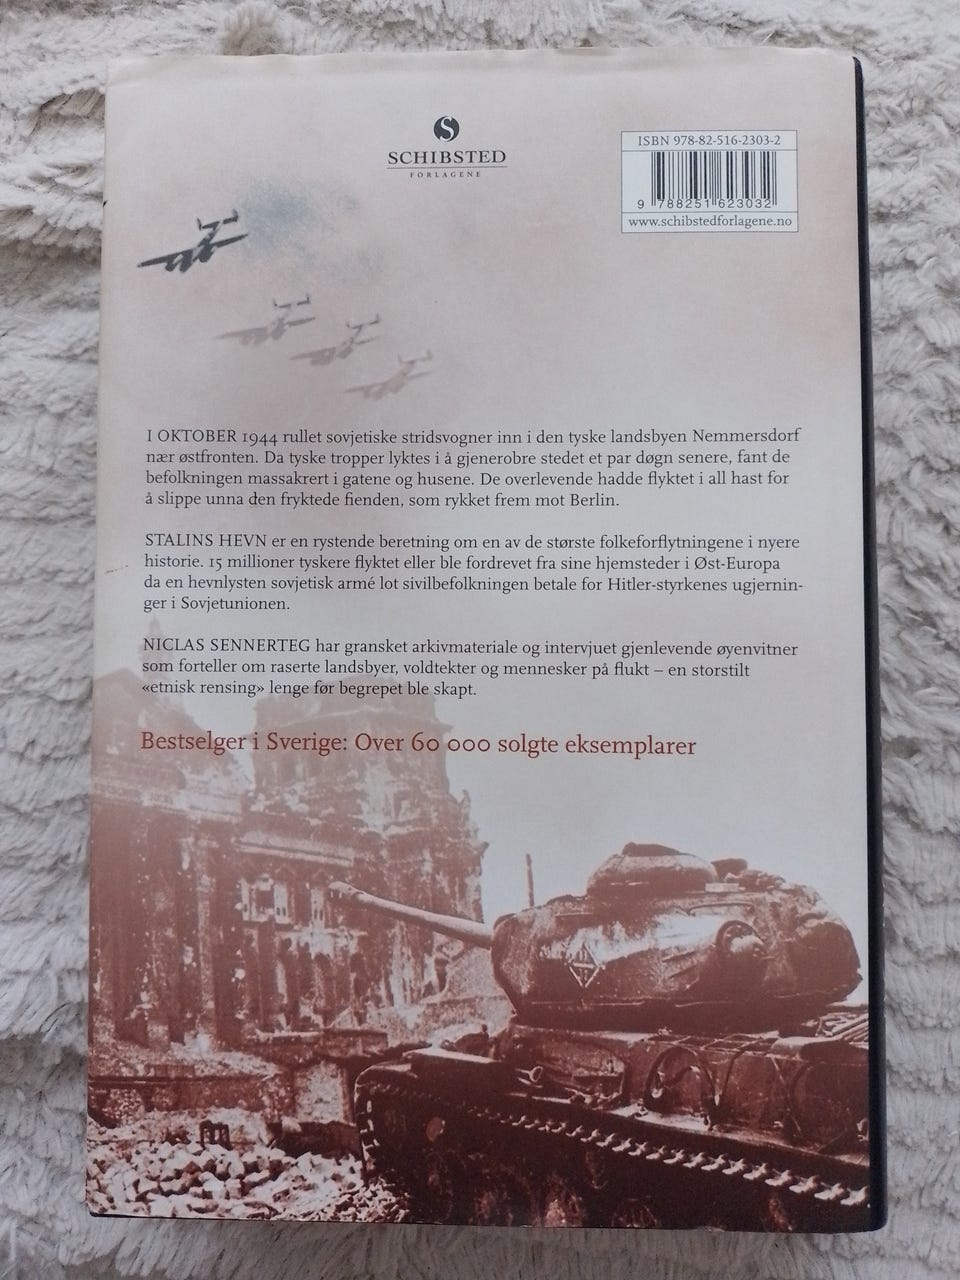 S
SCHIBSTED
FORLAGENE
ISBN 978-82-516-2303-2
9 788251 623032
www.schibstedforlagene.no
I OKTOBER 1944 rullet sovjetiske stridsvogner inn i den tyske landsbyen Nemmersdorf
nær østfronten. Da tyske tropper lyktes i å gjenerobre stedet et par døgn senere, fant de
befolkningen massakrert i gatene og husene. De overlevende hadde flyktet i all hast for
å slippe unna den fryktede fienden, som rykket frem mot Berlin.
STALINS HEVN er en rystende beretning om en av de største folkeforflytningene i nyere
historie. 15 millioner tyskere flyktet eller ble fordrevet fra sine hjemsteder i Øst-Europa
da en hevnlysten sovjetisk armé lot sivilbefolkningen betale for Hitler-styrkenes ugjernin-
ger i Sovjetunionen.
NICLAS SENNERTEG har gransket arkivmateriale og intervjuet gjenlevende øyenvitner
som forteller om raserte landsbyer, voldtekter og mennesker på flukt – en storstilt
«etnisk rensing» lenge før begrepet ble skapt.
Bestselger i Sverige: Over 60 000 solgte eksemplarer